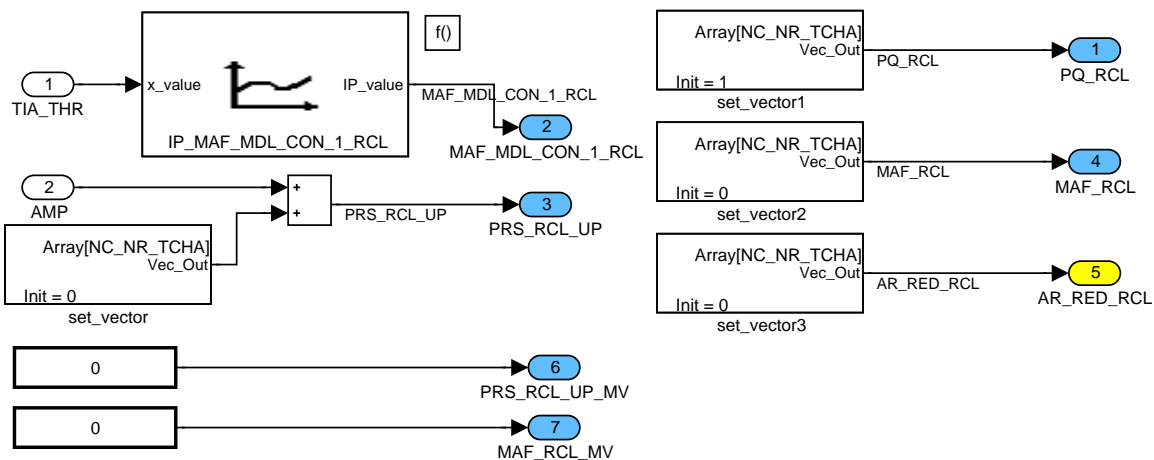 f()
1
TIA_THR
x_value
IP_value
IP_MAF_MDL_CON_1_RCL
MAF_MDL_CON_1_RCL
2
MAF_MDL_CON_1_RCL
2
AMP
+
+
PRS_RCL_UP
3
PRS_RCL_UP
Array[NC_NR_TCHA]
Vec_Out
Init = 0
set_vector
0
6
PRS_RCL_UP_MV
0
7
MAF_RCL_MV
Array[NC_NR_TCHA]
Vec_Out
Init = 1
set_vector1
PQ_RCL
1
PQ_RCL
Array[NC_NR_TCHA]
Vec_Out
Init = 0
set_vector2
MAF_RCL
4
MAF_RCL
Array[NC_NR_TCHA]
Vec_Out
Init = 0
set_vector3
AR_RED_RCL
5
AR_RED_RCL